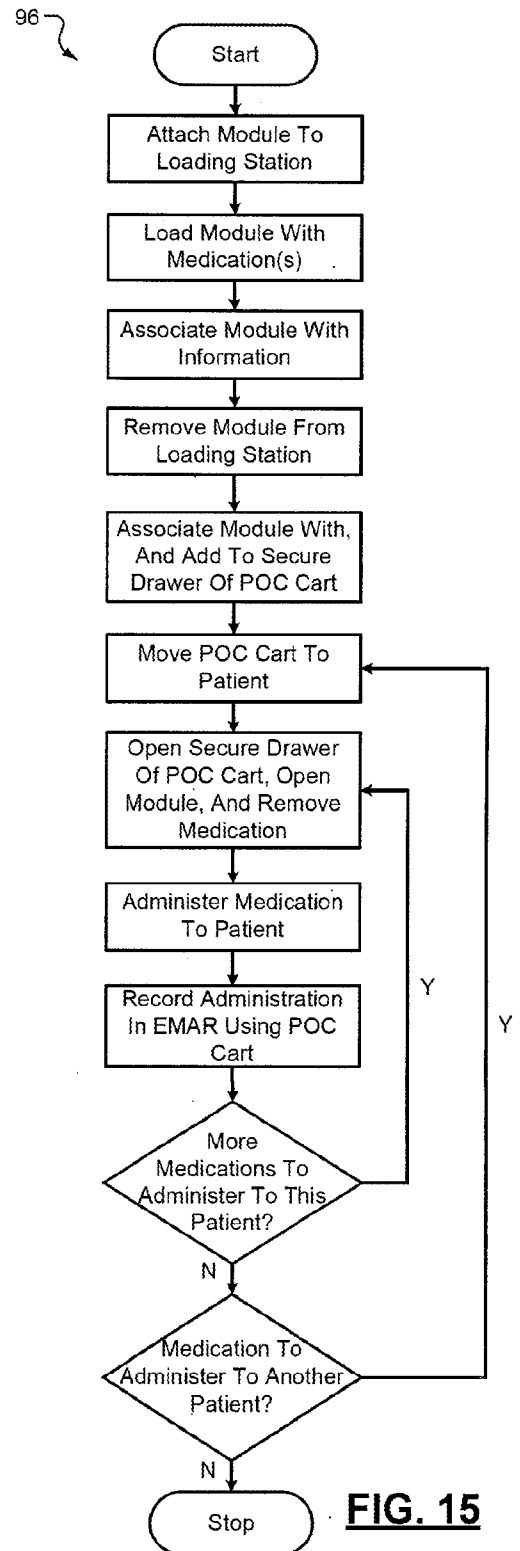 96
Start
Attach Module To
Loading Station
Load Module With
Medication(s)
Associate Module With
Information
Remove Module From
Loading Station
Associate Module With,
And Add To Secure
Drawer Of POC Cart
Move POC Cart To
Patient
Open Secure Drawer
Of POC Cart, Open
Module, And Remove
Medication
Administer Medication
To Patient
Record Administration
In EMAR Using POC
Cart
Y
Y
More
Medications To
Administer To This
Patient?
N
Medication To
Administer To Another
Patient?
N
Stop
FIG. 15